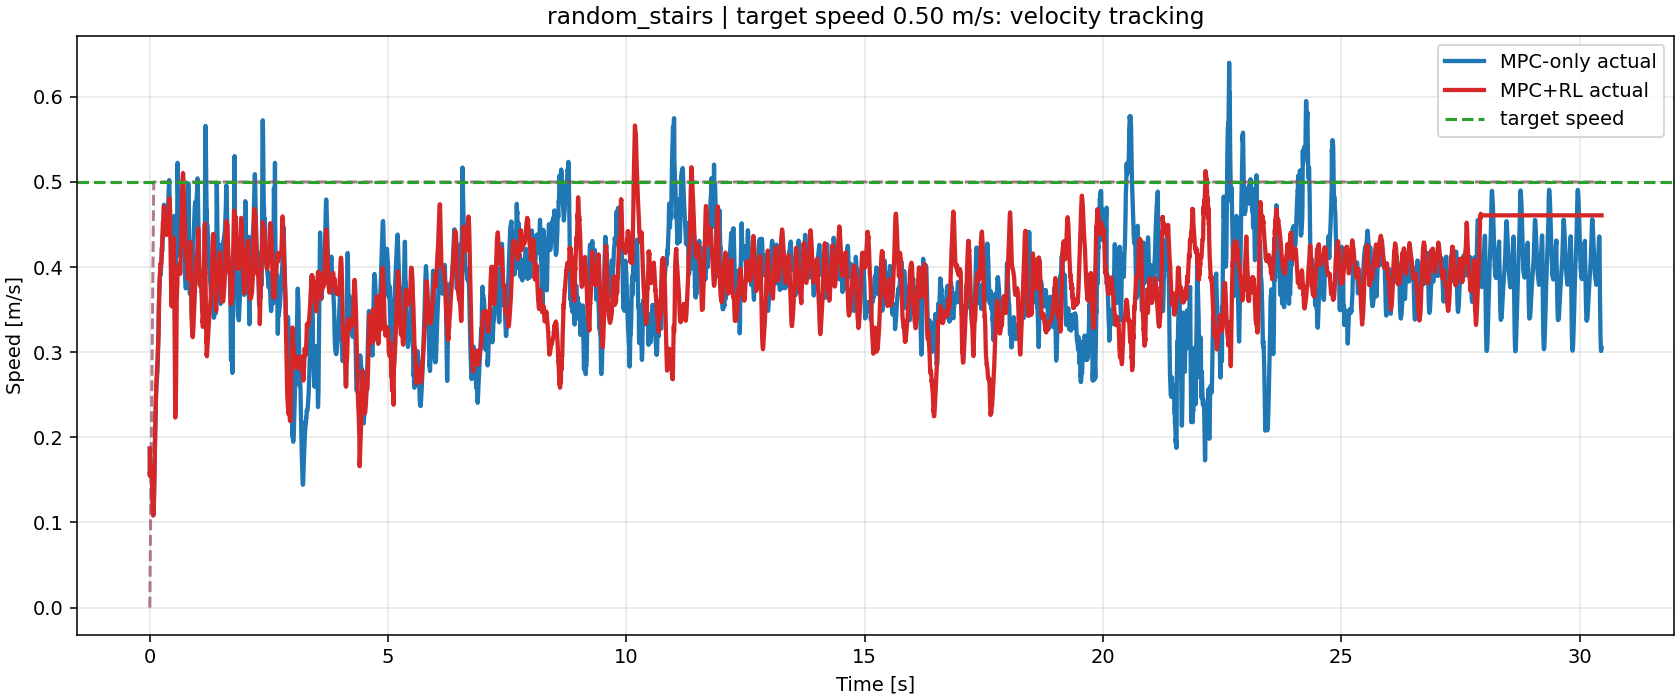 random_stairs | target speed 0.50 m/s: velocity tracking
MPC-only actual
MPC+RL actual
target speed
Speed [m/s]
0.6
0.5
0.4
0.3
0.2
0.1
0.0
0
5
10
15
20
25
30
Time [s]